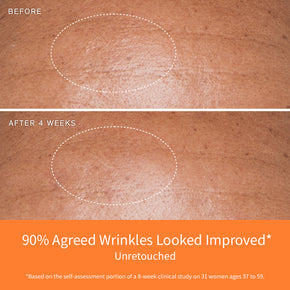 BEFORE
AFTER 4 WEEKS
90% Agreed Wrinkles Looked Improved*
Unretouched
*Based on the self-assessment portion of a 8-week clinical study on 31 women ages 37 to 59.